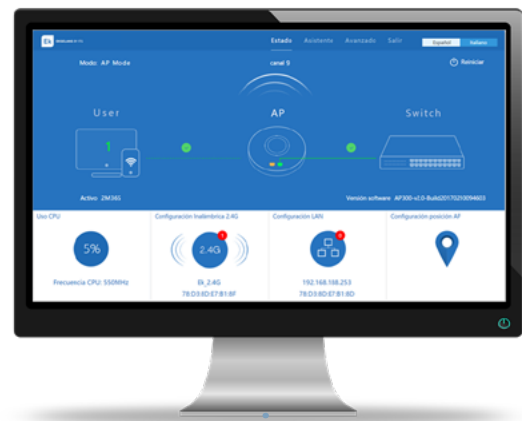 Ek
Estado Asistente Avanzado Salir Español Italiano
Modo: AP Mode canal 9 Reiniciar
User AP Switch
1
Activo 2M36S Versión software AP300-v2.0-Build20170210094603
Uso CPU Configuración Inalámbrica 2.4G Configuración LAN Configuración posición AP
5% 2.4G
Frecuencia CPU: 550MHz Ek_2.4G 192.168.188.253
78:D3:8D:E7:B1:8F 78:D3:8D:E7:B1:8D